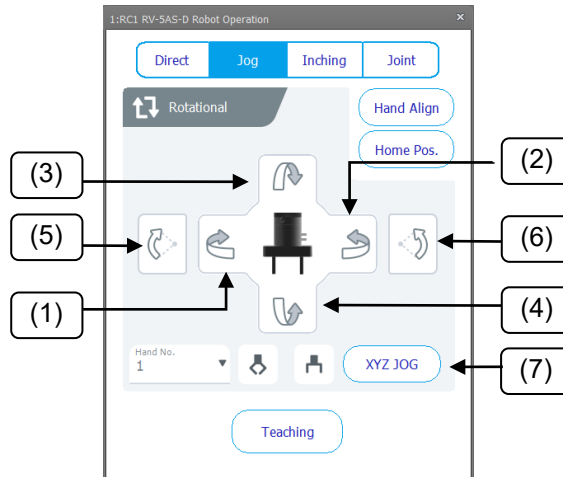 1:RC1 RV-5AS-D Robot Operation
×
Direct
Jog
Inching
Joint
Rotational
Hand Align
Home Pos.
(3)
(2)
(5)
(6)
(1)
(4)
Hand No.
1
XYZ JOG
(7)
Teaching